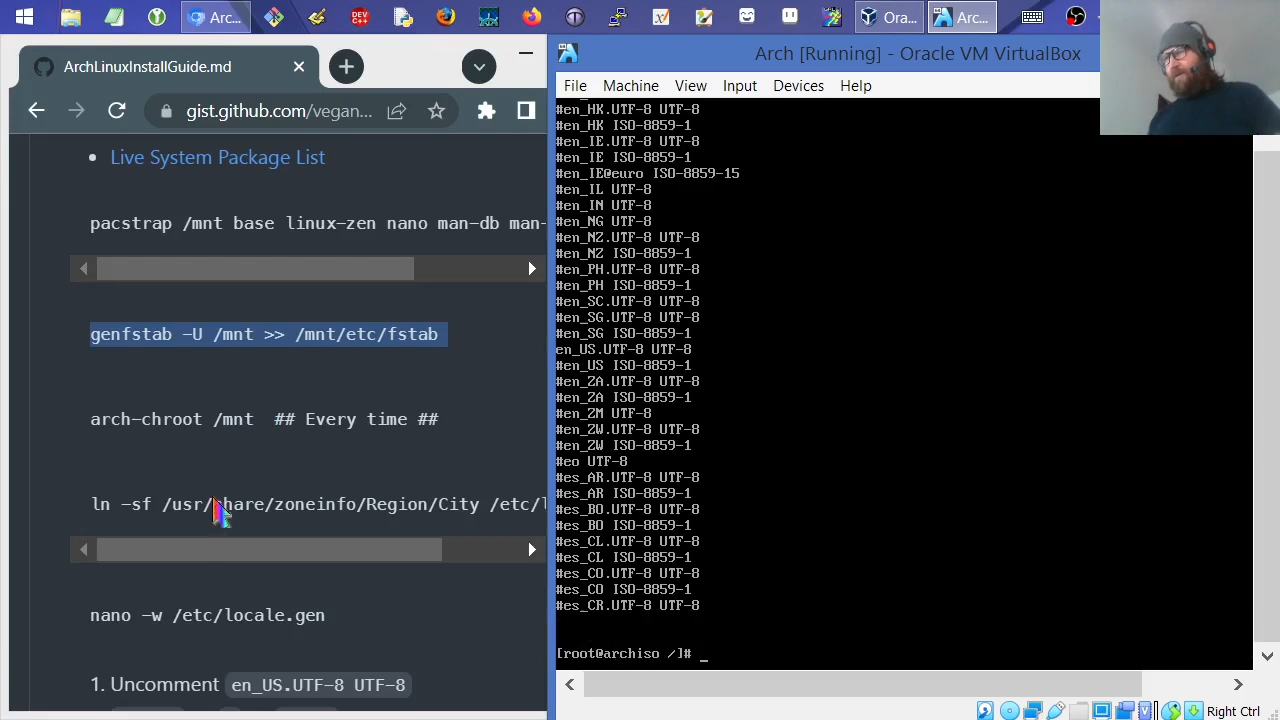 Arc...
DEV
C++
Ora...
Arc...
ArchLinuxInstallGuide.md
gist.github.com/vegan...
Live System Package List
pacstrap /mnt base linux-zen nano man-db man-
genfstab -U /mnt >> /mnt/etc/fstab
arch-chroot /mnt  ## Every time ##
ln -sf /usr/share/zoneinfo/Region/City /etc/l
nano -w /etc/locale.gen
1. Uncomment en_US.UTF-8 UTF-8
Arch [Running] - Oracle VM VirtualBox
File Machine View Input Devices Help
#en_HK.UTF-8 UTF-8
#en_HK ISO-8859-1
#en_IE.UTF-8 UTF-8
#en_IE ISO-8859-1
#en_IE@euro ISO-8859-15
#en_IL UTF-8
#en_IN UTF-8
#en_NG UTF-8
#en_NZ.UTF-8 UTF-8
#en_NZ ISO-8859-1
#en_PH.UTF-8 UTF-8
#en_PH ISO-8859-1
#en_SC.UTF-8 UTF-8
#en_SG.UTF-8 UTF-8
#en_SG ISO-8859-1
en_US.UTF-8 UTF-8
#en_US ISO-8859-1
#en_ZA.UTF-8 UTF-8
#en_ZA ISO-8859-1
#en_ZM UTF-8
#en_ZW.UTF-8 UTF-8
#en_ZW ISO-8859-1
#eo UTF-8
#es_AR.UTF-8 UTF-8
#es_AR ISO-8859-1
#es_BO.UTF-8 UTF-8
#es_BO ISO-8859-1
#es_CL.UTF-8 UTF-8
#es_CL ISO-8859-1
#es_CO.UTF-8 UTF-8
#es_CO ISO-8859-1
#es_CR.UTF-8 UTF-8
[root@archiso /]# _
Right Ctrl